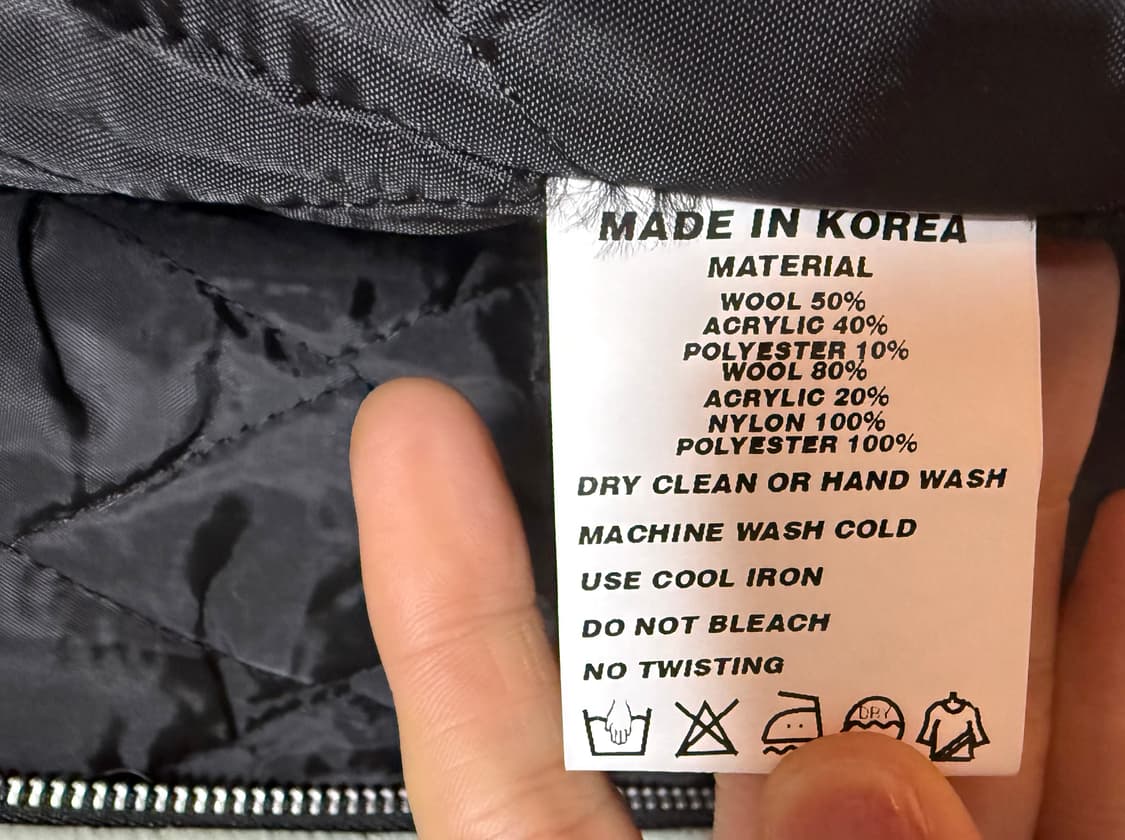 MADE IN KOREA
MATERIAL
WOOL 50%
ACRYLIC 40%
POLYESTER 10%
WOOL 80%
ACRYLIC 20%
NYLON 100%
POLYESTER 100%
DRY CLEAN OR HAND WASH
MACHINE WASH COLD
USE COOL IRON
DO NOT BLEACH
NO TWISTING
DRY